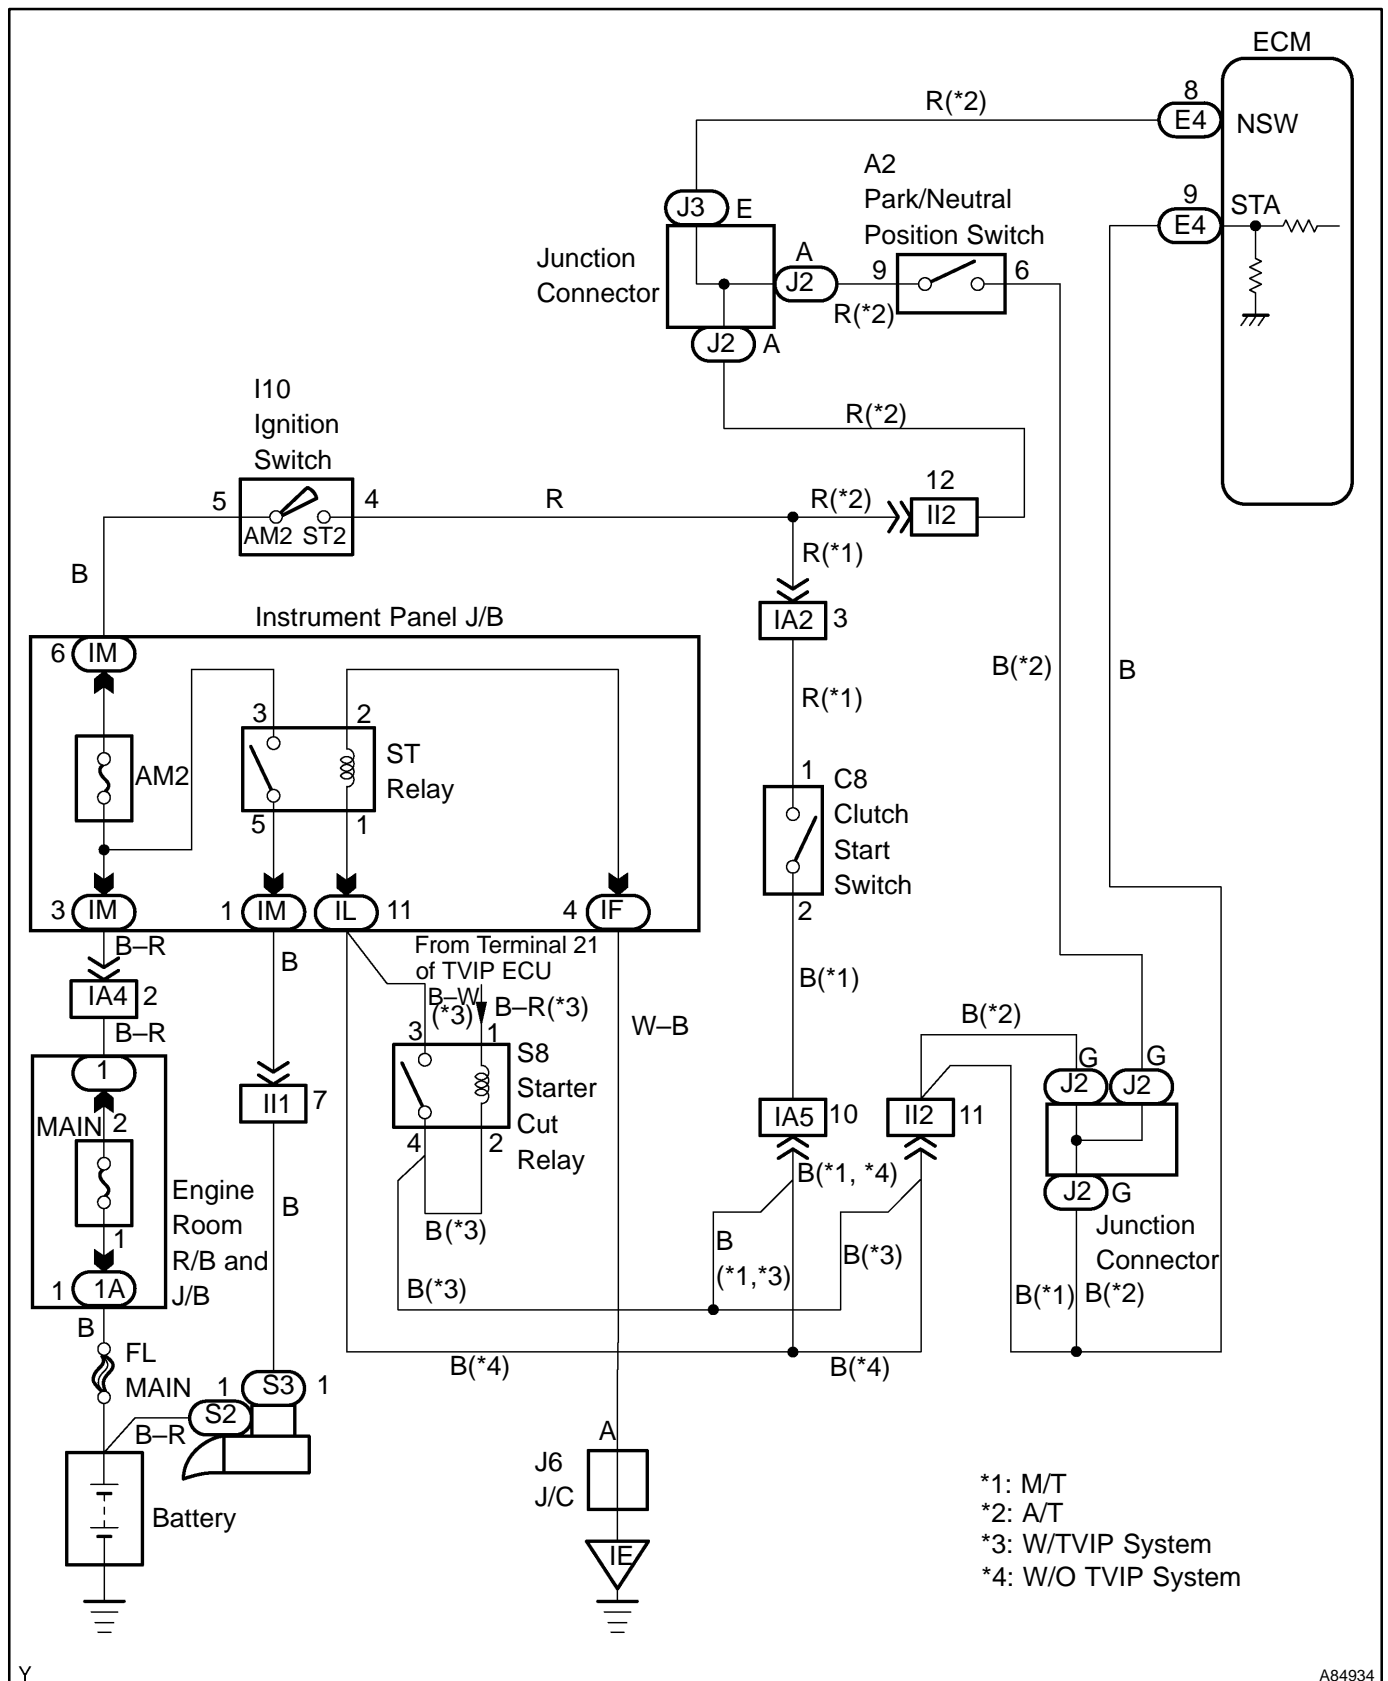 ECM
8
R(*2)
E4
NSW
A2
Park/Neutral
Position Switch
9
STA
E4
J3
E
Junction
Connector
A
J2
9
6
R(*2)
J2
A
I10
Ignition
Switch
R(*2)
5
4
R
R(*2)
12
II2
AM2
ST2
B
R(*1)
Instrument Panel J/B
IA2
3
6
IM
B(*2)
B
R(*1)
3
2
ST
Relay
AM2
1
C8
Clutch
Start
Switch
5
1
2
3
IM
1
IM
IL
11
4
IF
B–R
B
From Terminal 21
of TVIP ECU
B–W
(*3)
B–R(*3)
B(*1)
IA4
2
W–B
B–R
B(*2)
3
1
S8
Starter
Cut
Relay
G
G
J2
J2
1
II1
7
IA5
10
II2
11
MAIN
2
4
2
B(*1, *4)
J2
G
Engine
Room
R/B and
J/B
Junction
Connector
1
B
B(*3)
B
(*1,*3)
B(*3)
1
1A
B(*3)
B(*1)
B(*2)
B
FL
MAIN
B(*4)
B(*4)
1
S3
1
S2
B–R
A
J6
J/C
Battery
IE
*1: M/T
*2: A/T
*3: W/TVIP System
*4: W/O TVIP System
Y
A84934